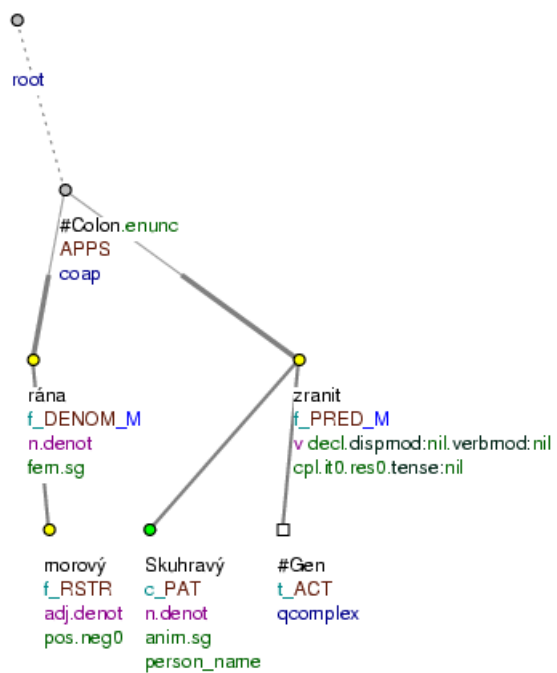 root
#Colon.enunc
APPS
coap
rána
f_DENOM_M
n.denot
fem.sg
zranit
f_PRED_M
v decl.dispmod:nil.verbmod:nil
cpl.it0.res0.tense:nil
morový
f_RSTR
adj.denot
pos.neg0
Skuhravý
c_PAT
n.denot
anim.sg
person_name
#Gen
t_ACT
qcomplex